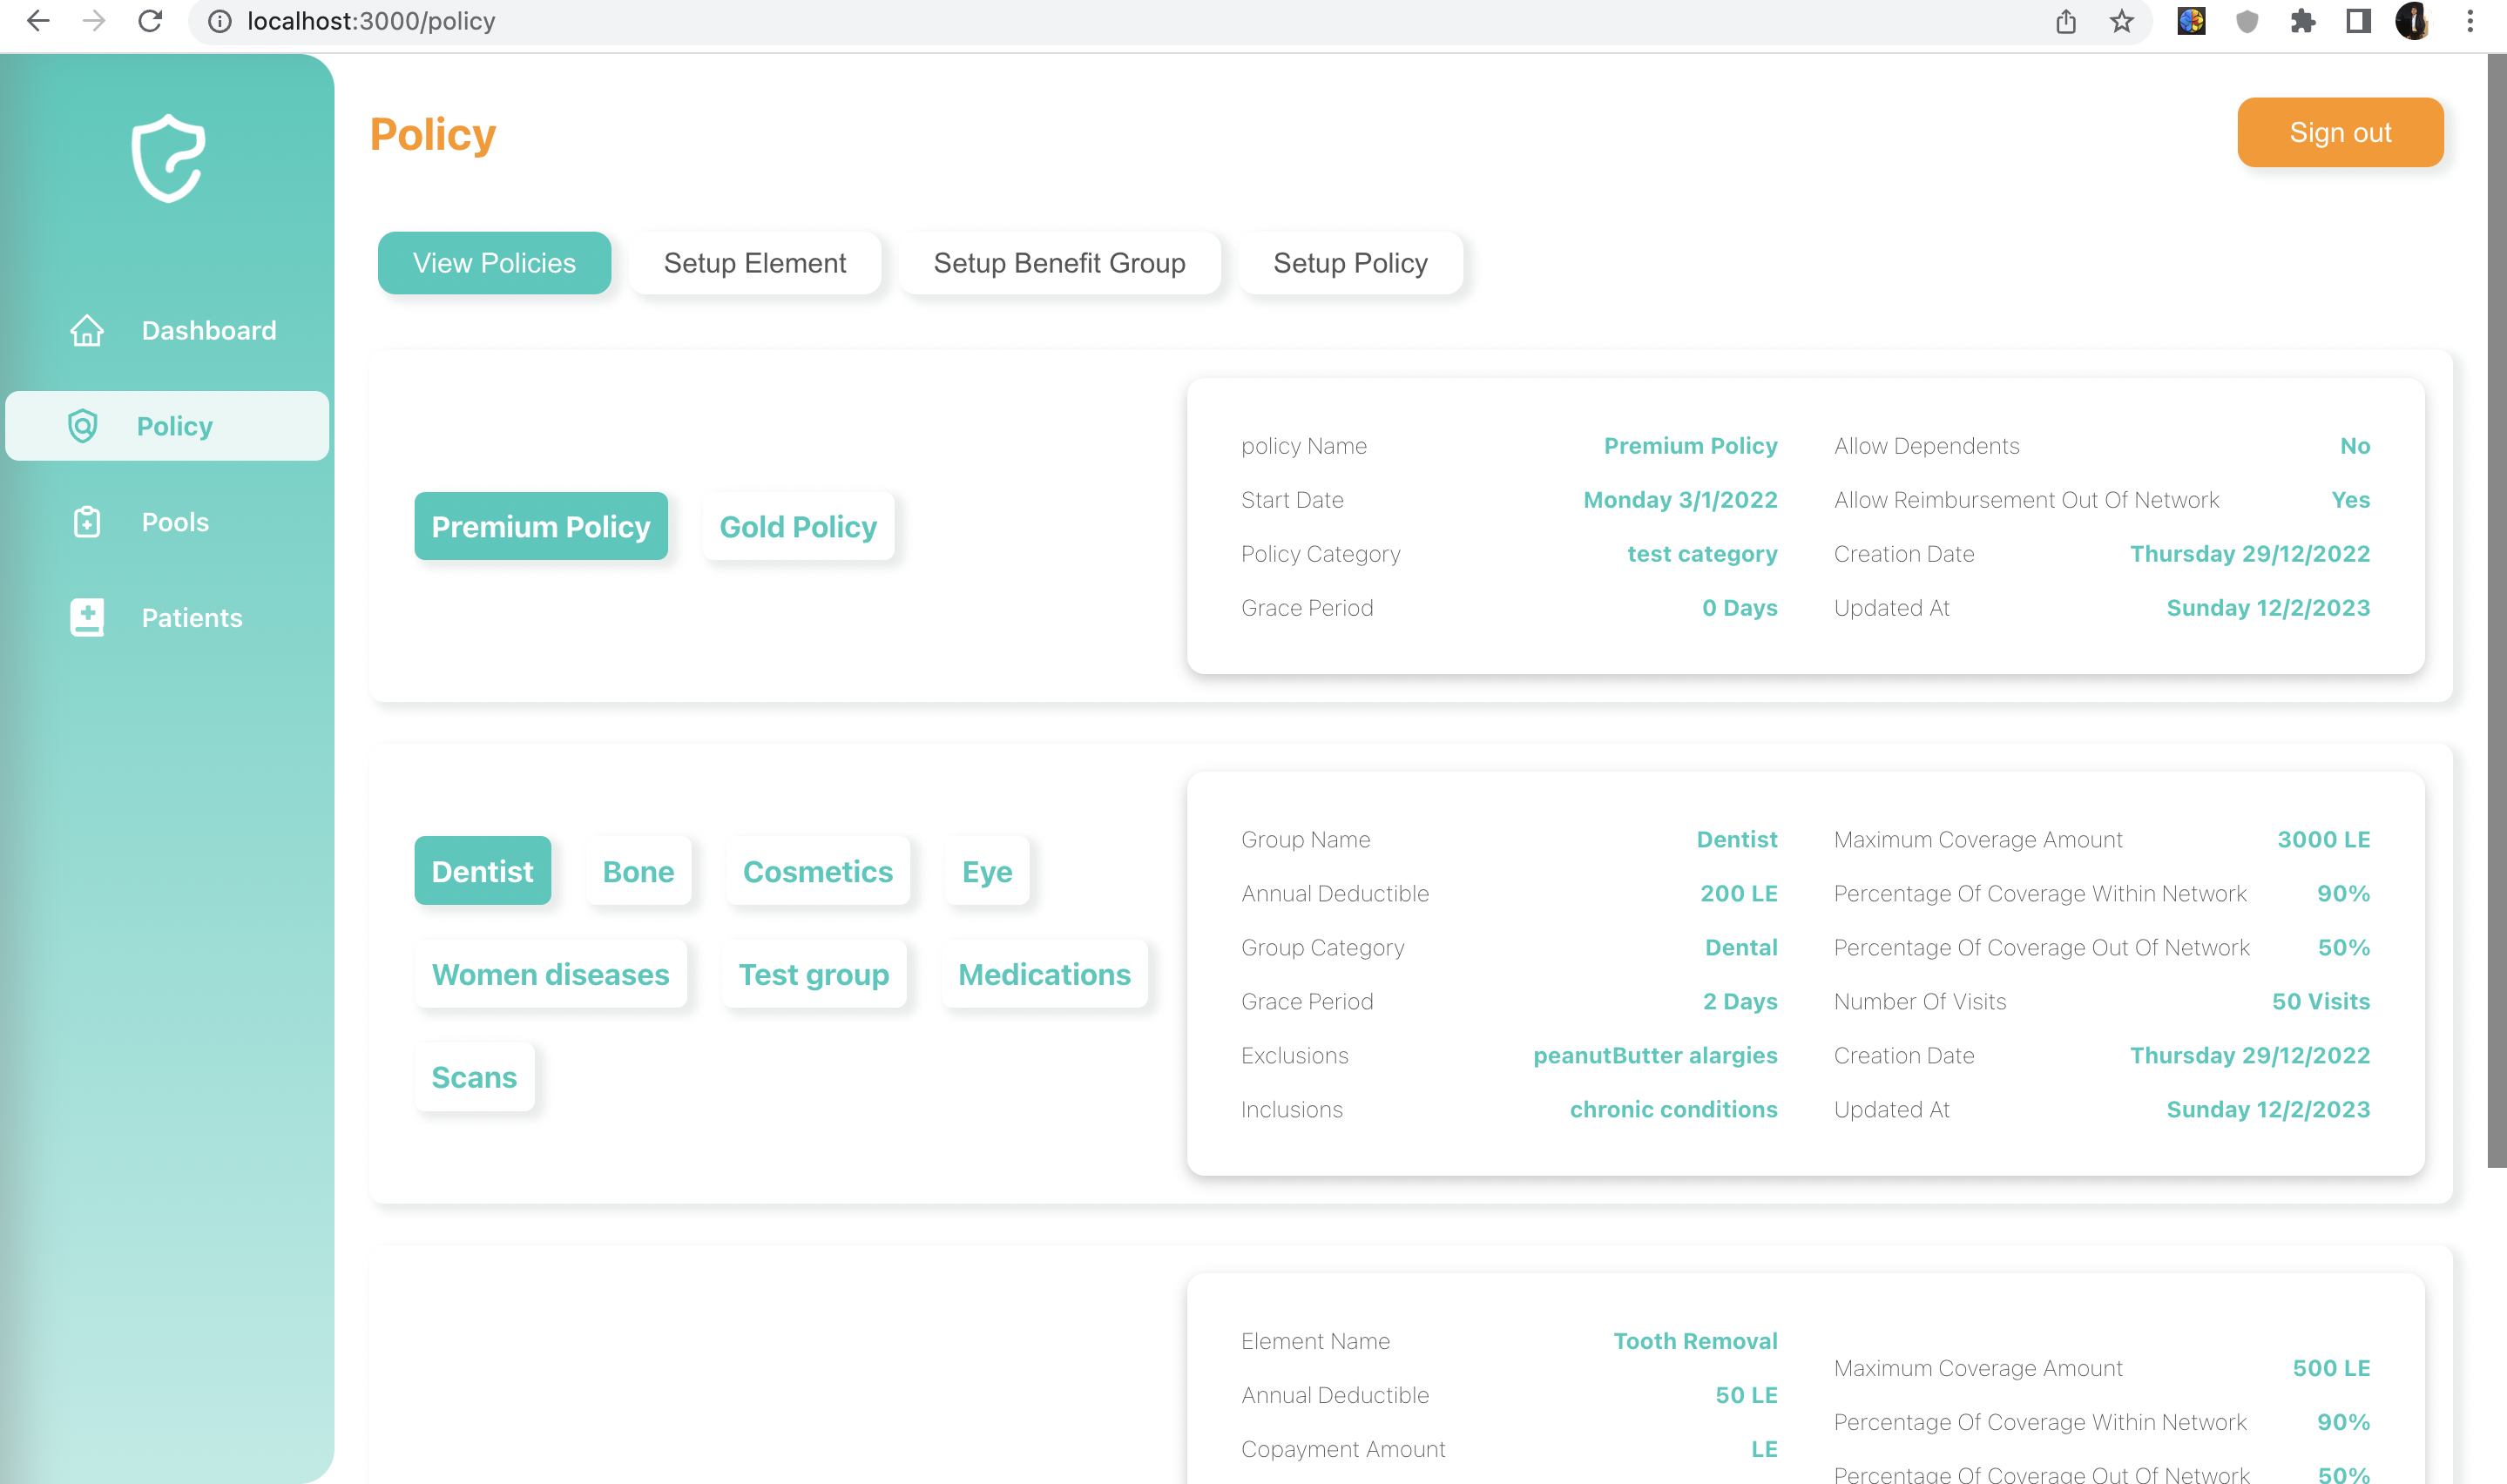 localhost:3000/policy
Policy
Sign out
View Policies Setup Element Setup Benefit Group Setup Policy
Dashboard
Policy
Pools
Patients
Premium Policy Gold Policy
policy Name Premium Policy Allow Dependents No
Start Date Monday 3/1/2022 Allow Reimbursement Out Of Network Yes
Policy Category test category Creation Date Thursday 29/12/2022
Grace Period 0 Days Updated At Sunday 12/2/2023
Dentist Bone Cosmetics Eye
Women diseases Test group Medications
Scans
Group Name Dentist Maximum Coverage Amount 3000 LE
Annual Deductible 200 LE Percentage Of Coverage Within Network 90%
Group Category Dental Percentage Of Coverage Out Of Network 50%
Grace Period 2 Days Number Of Visits 50 Visits
Exclusions peanutButter alargies Creation Date Thursday 29/12/2022
Inclusions chronic conditions Updated At Sunday 12/2/2023
Element Name Tooth Removal
Maximum Coverage Amount 500 LE
Annual Deductible 50 LE
Percentage Of Coverage Within Network 90%
Copayment Amount LE
Percentage Of Coverage Out Of Network 50%